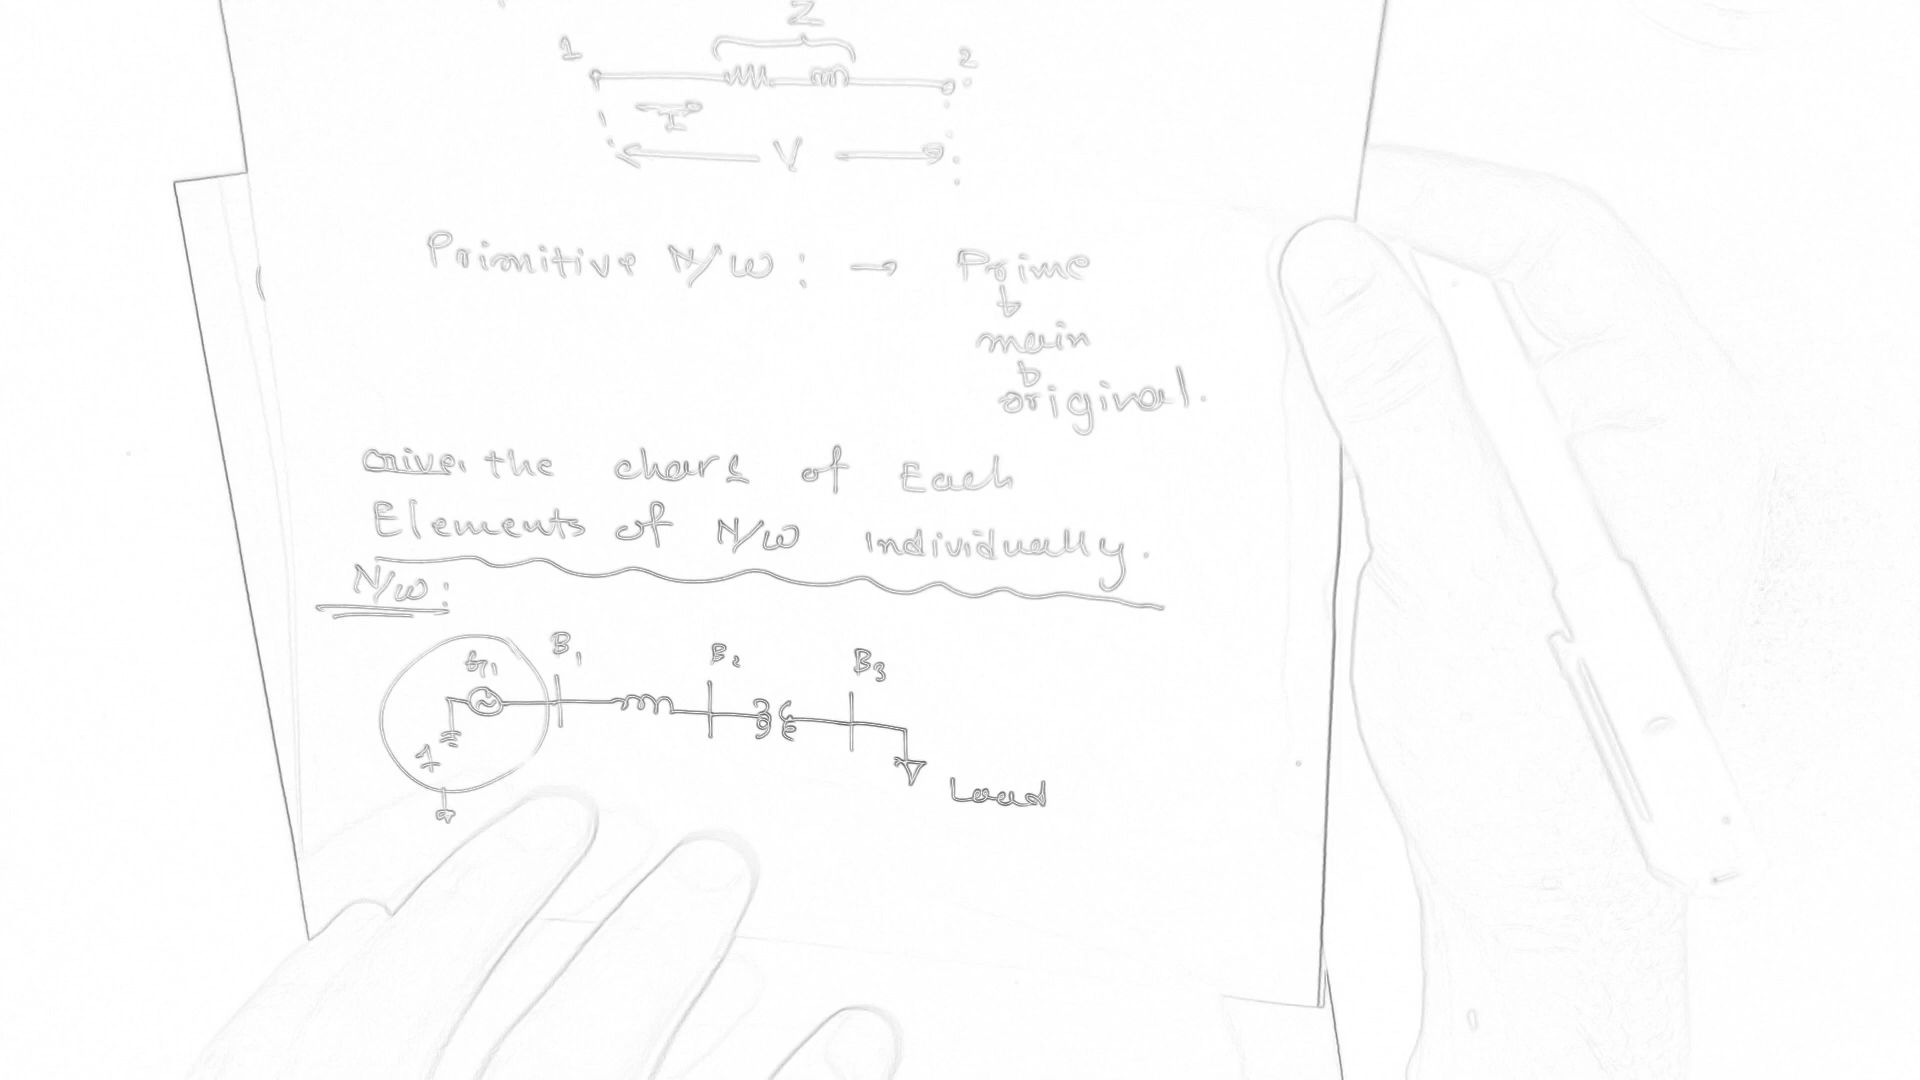 Z
1 2
I
V
Primitive N/W : → Prime
↓
main
↓
original.
Give the chars of Each
Elements of N/W individually.
N/W :
G1 B1 B2 B3
1
Load